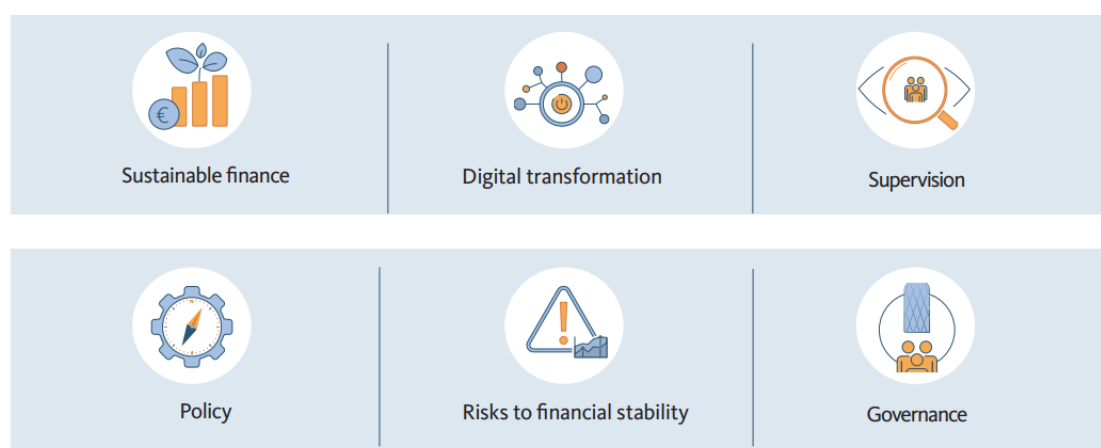 €
Sustainable finance
Digital transformation
Supervision
Policy
Risks to financial stability
Governance